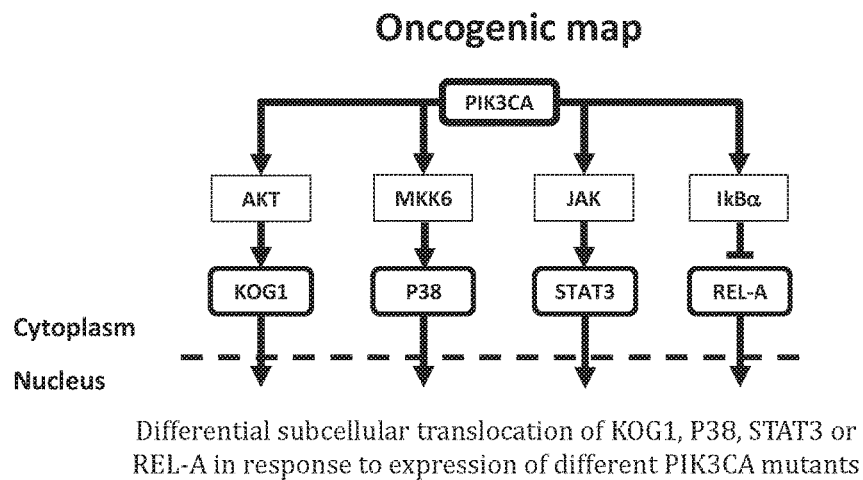 Oncogenic map
PIK3CA
AKT MKK6 JAK IkBα
KOG1 P38 STAT3 REL-A
Cytoplasm
Nucleus
Differential subcellular translocation of KOG1, P38, STAT3 or
REL-A in response to expression of different PIK3CA mutants